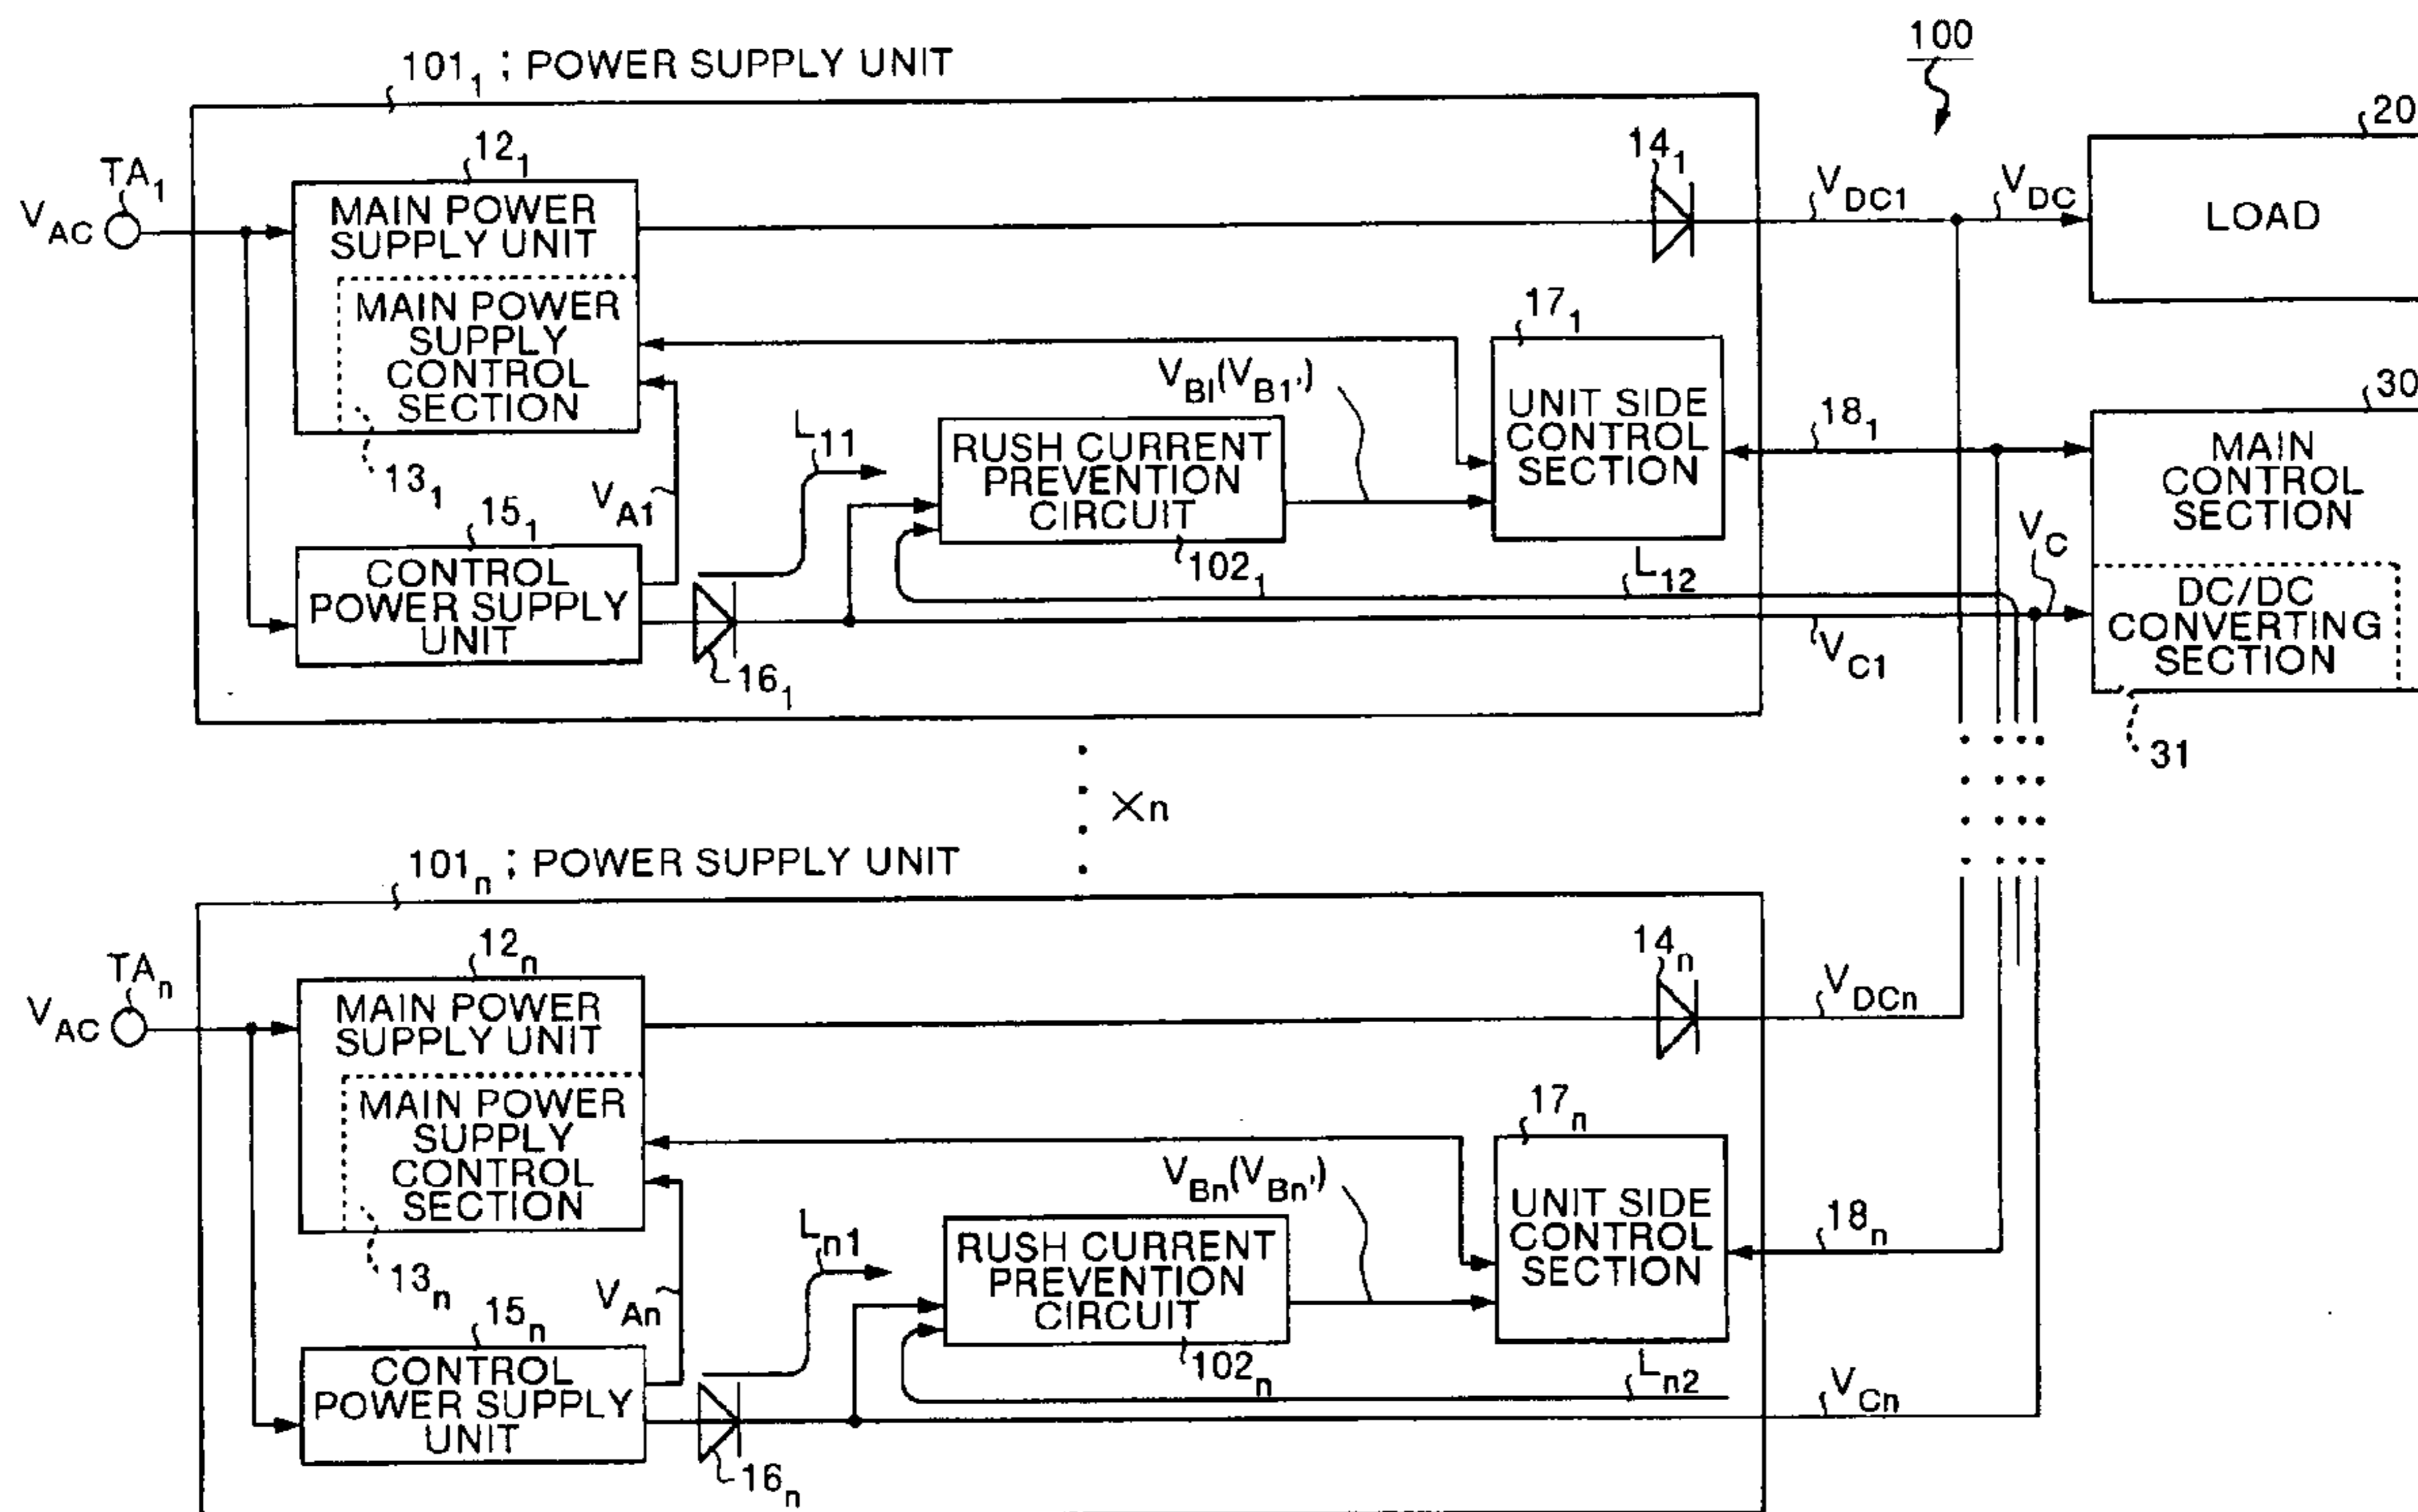 100
101₁ ; POWER SUPPLY UNIT
20
12₁
14₁
TA₁
V_AC
MAIN POWER
SUPPLY UNIT
V_DC1
V_DC
LOAD
MAIN POWER
SUPPLY
CONTROL
SECTION
17₁
V_BI(V_B1')
30
L₁₁
UNIT SIDE
CONTROL
SECTION
18₁
MAIN
CONTROL
SECTION
RUSH CURRENT
PREVENTION
CIRCUIT
13₁
V_A1
15₁
102₁
L₁₂
V_C
CONTROL
POWER SUPPLY
UNIT
DC/DC
CONVERTING
SECTION
16₁
V_C1
31
Xn
101ₙ ; POWER SUPPLY UNIT
12ₙ
14ₙ
TAₙ
V_AC
MAIN POWER
SUPPLY UNIT
V_DCn
MAIN POWER
SUPPLY
CONTROL
SECTION
17ₙ
V_Bn(V_Bn')
Lₙ₁
UNIT SIDE
CONTROL
SECTION
18ₙ
RUSH CURRENT
PREVENTION
CIRCUIT
13ₙ
V_An
15ₙ
102ₙ
Lₙ₂
V_Cn
CONTROL
POWER SUPPLY
UNIT
16ₙ